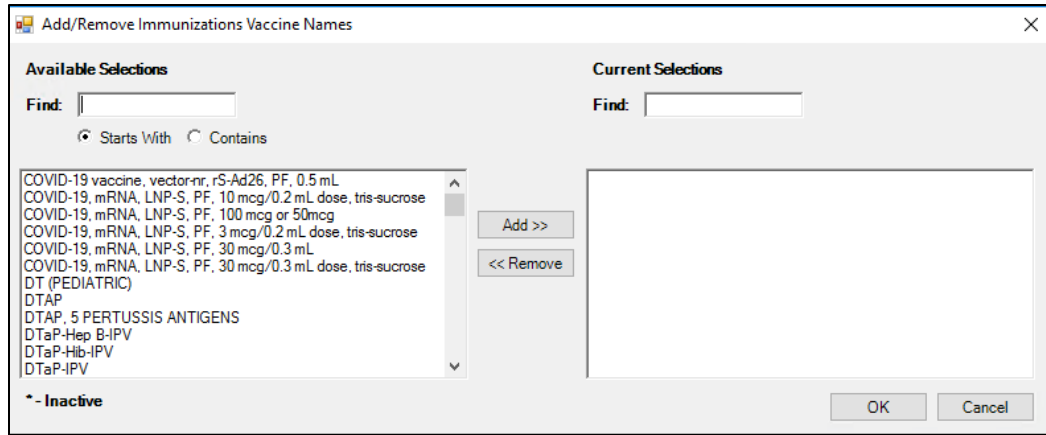 Add/Remove Immunizations Vaccine Names
Available Selections
Find:
Starts With Contains
COVID-19 vaccine, vector-nr, rS-Ad26, PF, 0.5 mL
COVID-19, mRNA, LNP-S, PF, 10 mcg/0.2 mL dose, tris-sucrose
COVID-19, mRNA, LNP-S, PF, 100 mcg or 50mcg
COVID-19, mRNA, LNP-S, PF, 3 mcg/0.2 mL dose, tris-sucrose
COVID-19, mRNA, LNP-S, PF, 30 mcg/0.3 mL
COVID-19, mRNA, LNP-S, PF, 30 mcg/0.3 mL dose, tris-sucrose
DT (PEDIATRIC)
DTAP
DTAP, 5 PERTUSSIS ANTIGENS
DTaP-Hep B-IPV
DTaP-Hib-IPV
DTaP-IPV
* - Inactive
Add >>
<< Remove
Current Selections
Find:
OK
Cancel